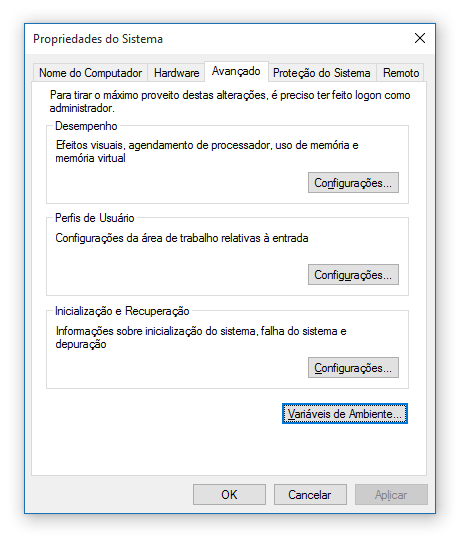 Propriedades do Sistema
Nome do Computador Hardware Avançado Proteção do Sistema Remoto
Para tirar o máximo proveito destas alterações, é preciso ter feito logon como
administrador.
Desempenho
Efeitos visuais, agendamento de processador, uso de memória e
memória virtual
Configurações...
Perfis de Usuário
Configurações da área de trabalho relativas à entrada
Configurações...
Inicialização e Recuperação
Informações sobre inicialização do sistema, falha do sistema e
depuração
Configurações...
Variáveis de Ambiente...
OK Cancelar Aplicar